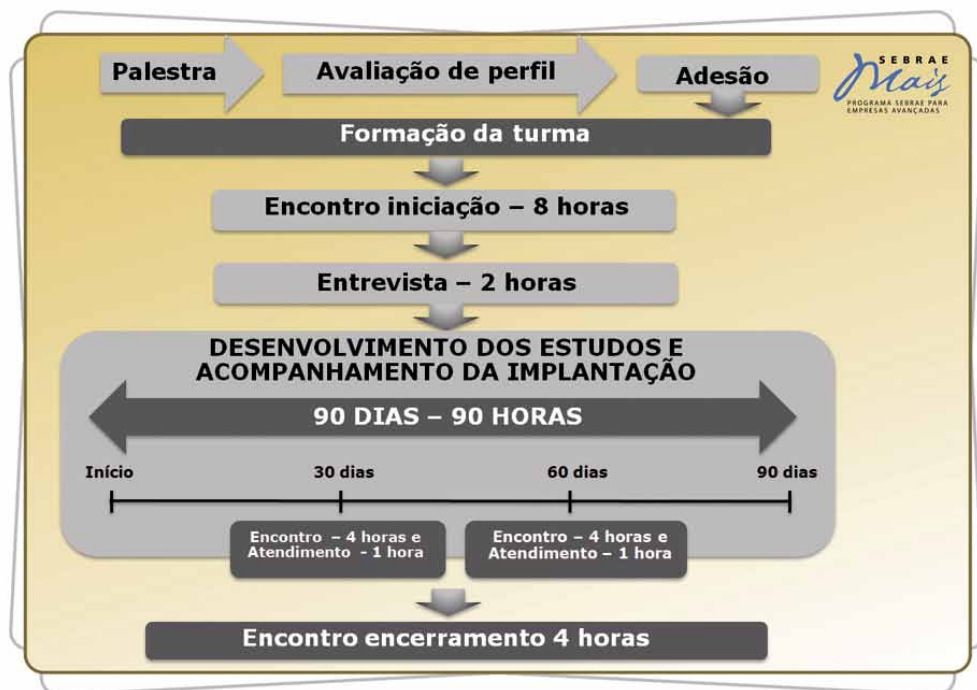 Palestra
Avaliação de perfil
Adesão
SEBRAE
Mais
PROGRAMA SEBRAE PARA
EMPRESAS AVANÇADAS
Formação da turma
Encontro iniciação – 8 horas
Entrevista – 2 horas
DESENVOLVIMENTO DOS ESTUDOS E
ACOMPANHAMENTO DA IMPLANTAÇÃO
90 DIAS – 90 HORAS
Início
30 dias
60 dias
90 dias
Encontro – 4 horas e
Atendimento - 1 hora
Encontro – 4 horas e
Atendimento – 1 hora
Encontro encerramento 4 horas